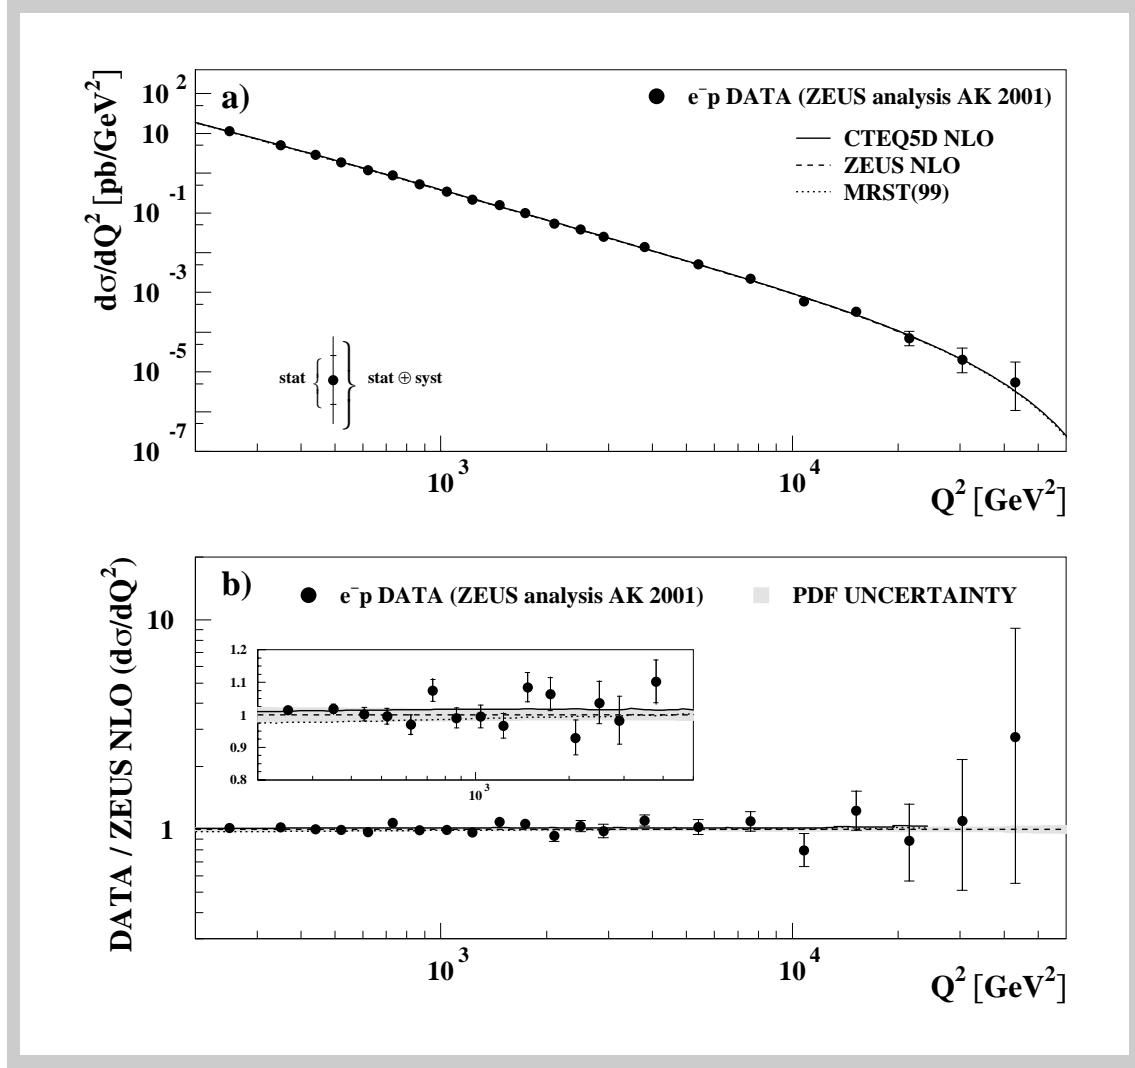 a)
e⁻p DATA (ZEUS analysis AK 2001)
CTEQ5D NLO
ZEUS NLO
MRST(99)
dσ/dQ² [pb/GeV²]
10²
10
10⁻¹
10⁻³
10⁻⁵
10⁻⁷
stat
stat ⊕ syst
10³
10⁴
Q² [GeV²]
b)
e⁻p DATA (ZEUS analysis AK 2001)
PDF UNCERTAINTY
DATA / ZEUS NLO (dσ/dQ²)
10
1
1.2
1.1
1
0.9
0.8
10³
10³
10⁴
Q² [GeV²]